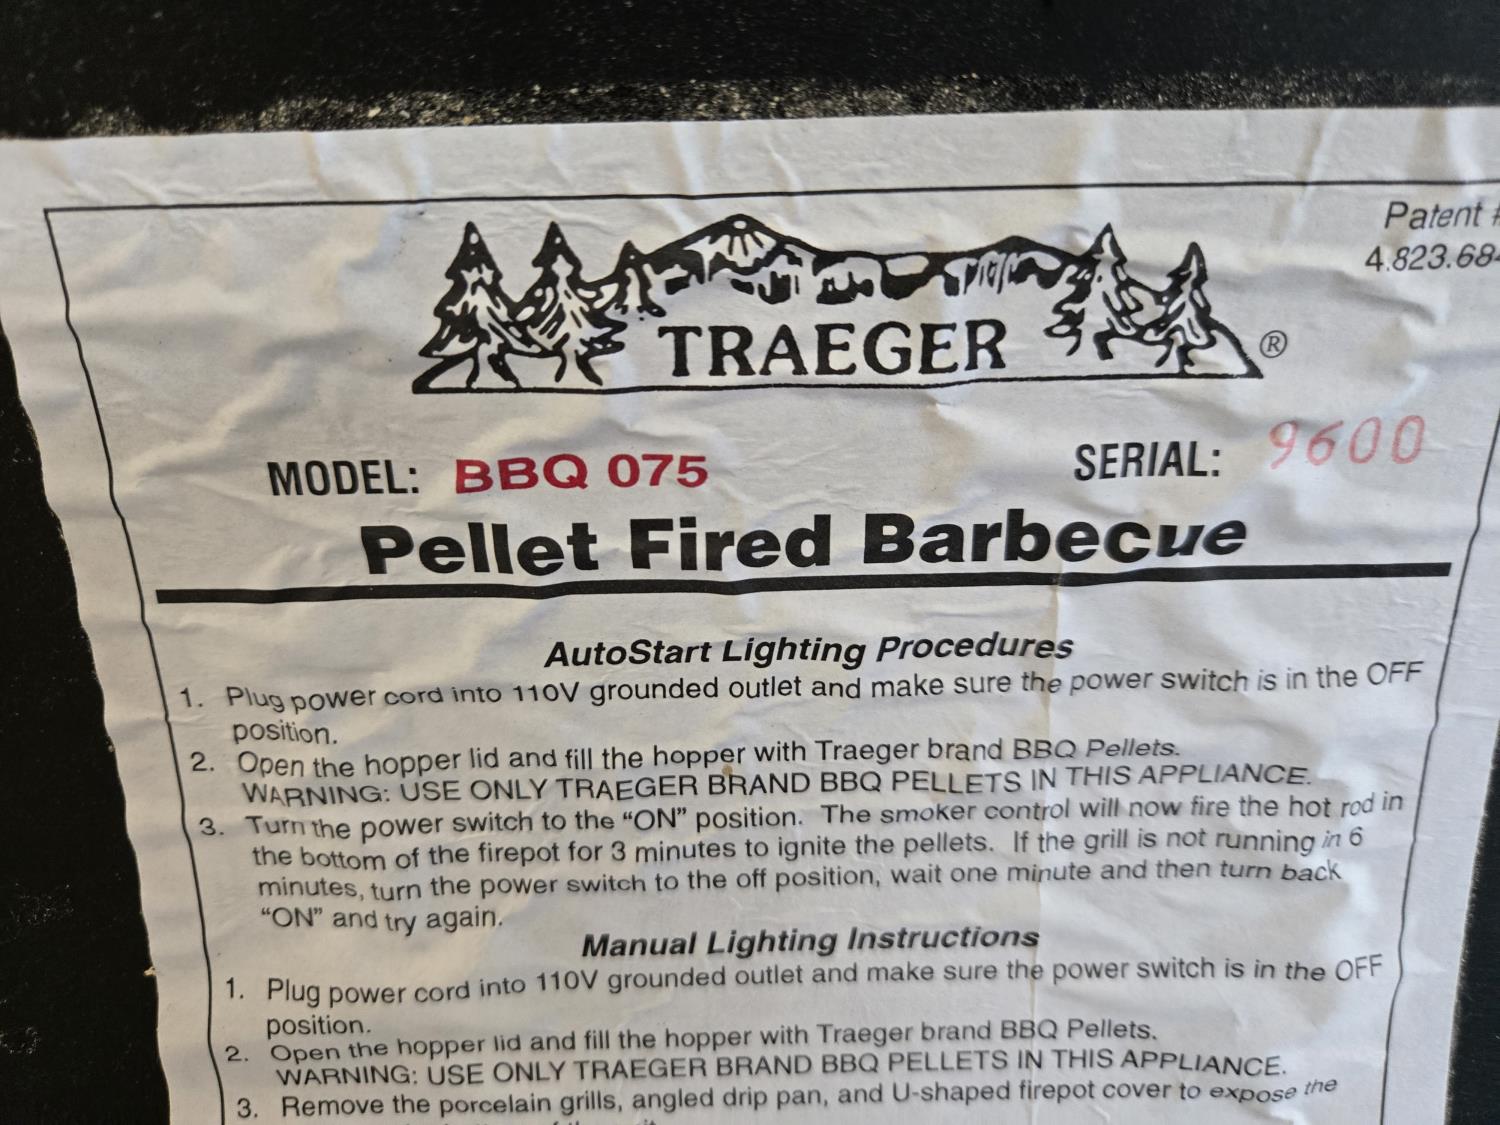 Patent #
4.823.684
TRAEGER ®
MODEL: BBQ 075 SERIAL: 9600
Pellet Fired Barbecue
AutoStart Lighting Procedures
1. Plug power cord into 110V grounded outlet and make sure the power switch is in the OFF
position.
2. Open the hopper lid and fill the hopper with Traeger brand BBQ Pellets.
WARNING: USE ONLY TRAEGER BRAND BBQ PELLETS IN THIS APPLIANCE.
3. Turn the power switch to the “ON” position. The smoker control will now fire the hot rod in
the bottom of the firepot for 3 minutes to ignite the pellets. If the grill is not running in 6
minutes, turn the power switch to the off position, wait one minute and then turn back
“ON” and try again.
Manual Lighting Instructions
1. Plug power cord into 110V grounded outlet and make sure the power switch is in the OFF
position.
2. Open the hopper lid and fill the hopper with Traeger brand BBQ Pellets.
WARNING: USE ONLY TRAEGER BRAND BBQ PELLETS IN THIS APPLIANCE.
3. Remove the porcelain grills, angled drip pan, and U-shaped firepot cover to expose the